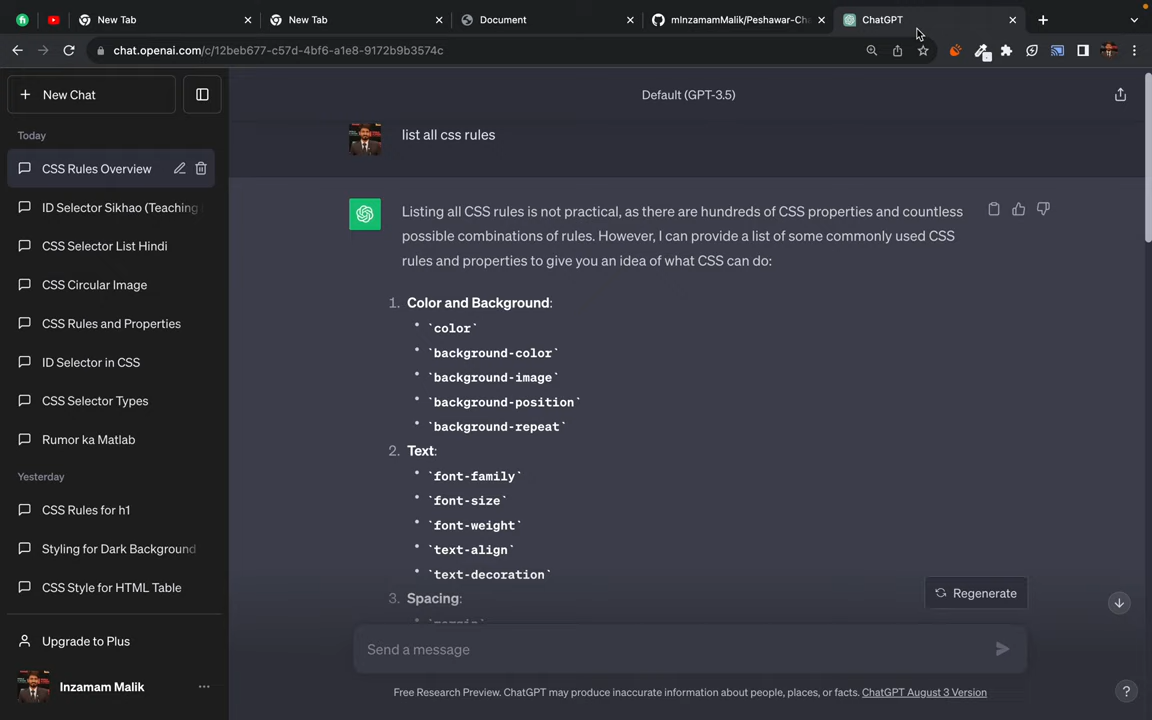 New Tab
New Tab
Document
mInzamamMalik/Peshawar-Cha
ChatGPT
chat.openai.com/c/12beb677-c57d-4bf6-a1e8-9172b9b3574c
New Chat
Today
CSS Rules Overview
ID Selector Sikhao (Teaching
CSS Selector List Hindi
CSS Circular Image
CSS Rules and Properties
ID Selector in CSS
CSS Selector Types
Rumor ka Matlab
Yesterday
CSS Rules for h1
Styling for Dark Background
CSS Style for HTML Table
Upgrade to Plus
Inzamam Malik
Default (GPT-3.5)
list all css rules
Listing all CSS rules is not practical, as there are hundreds of CSS properties and countless
possible combinations of rules. However, I can provide a list of some commonly used CSS
rules and properties to give you an idea of what CSS can do:
1. Color and Background:
• `color`
• `background-color`
• `background-image`
• `background-position`
• `background-repeat`
2. Text:
• `font-family`
• `font-size`
• `font-weight`
• `text-align`
• `text-decoration`
3. Spacing:
• `margin`
Regenerate
Send a message
Free Research Preview. ChatGPT may produce inaccurate information about people, places, or facts. ChatGPT August 3 Version
?